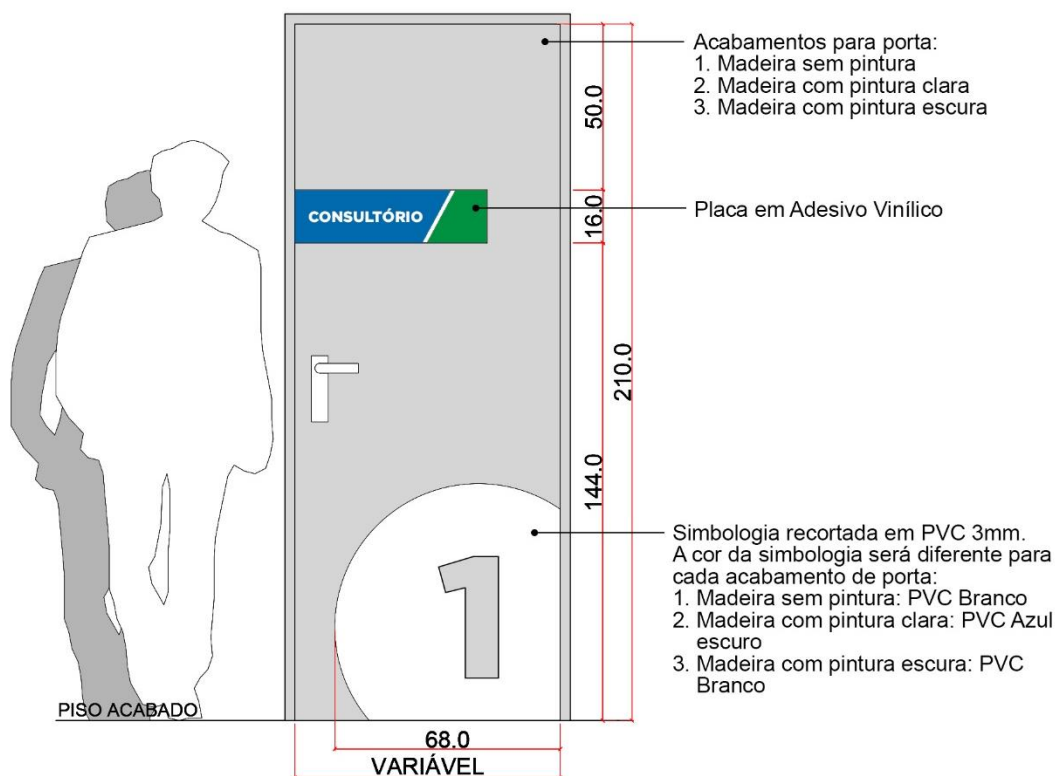 Acabamentos para porta:
1. Madeira sem pintura
2. Madeira com pintura clara
3. Madeira com pintura escura
50.0
CONSULTÓRIO
16.0
Placa em Adesivo Vinílico
210.0
144.0
Simbologia recortada em PVC 3mm.
A cor da simbologia será diferente para
cada acabamento de porta:
1. Madeira sem pintura: PVC Branco
2. Madeira com pintura clara: PVC Azul
escuro
3. Madeira com pintura escura: PVC
Branco
1
PISO ACABADO
68.0
VARIÁVEL